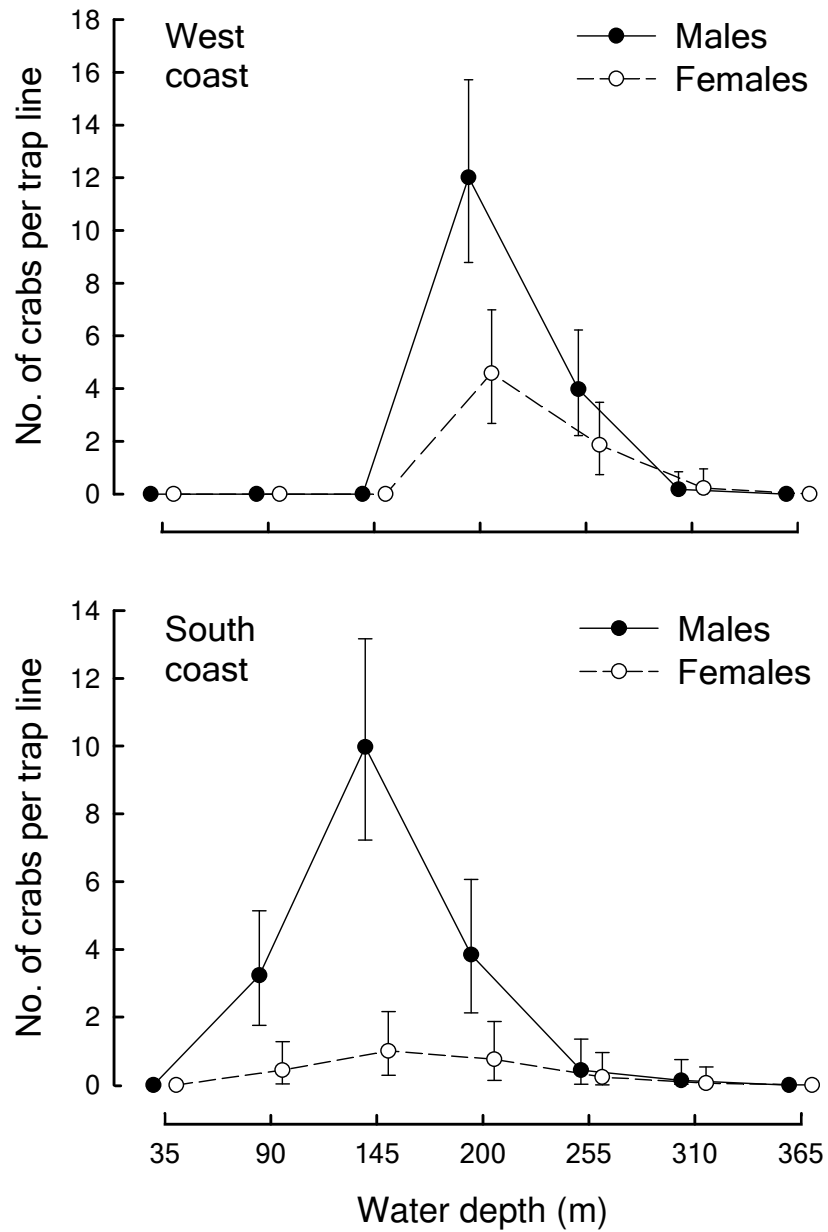 West
coast
Males
Females
No. of crabs per trap line
18
16
14
12
10
8
6
4
2
0
South
coast
Males
Females
No. of crabs per trap line
14
12
10
8
6
4
2
0
35 90 145 200 255 310 365
Water depth (m)